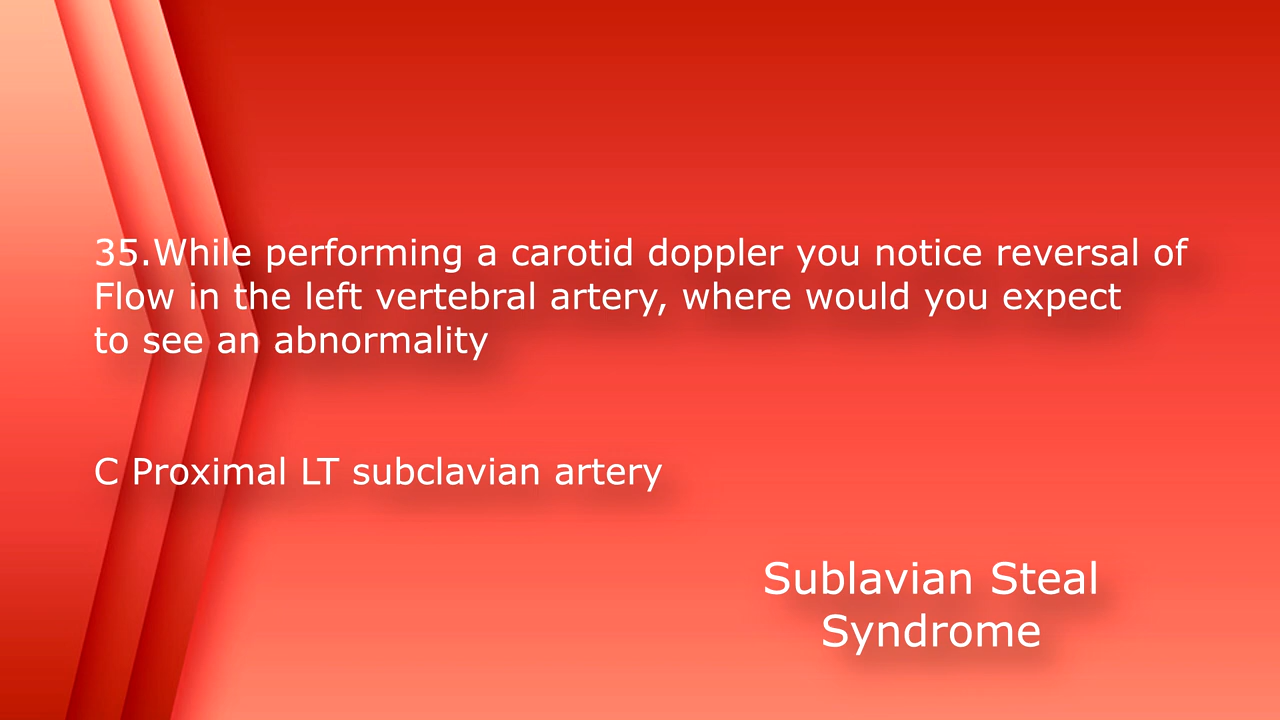 35.While performing a carotid doppler you notice reversal of
Flow in the left vertebral artery, where would you expect
to see an abnormality
C Proximal LT subclavian artery
Sublavian Steal
Syndrome